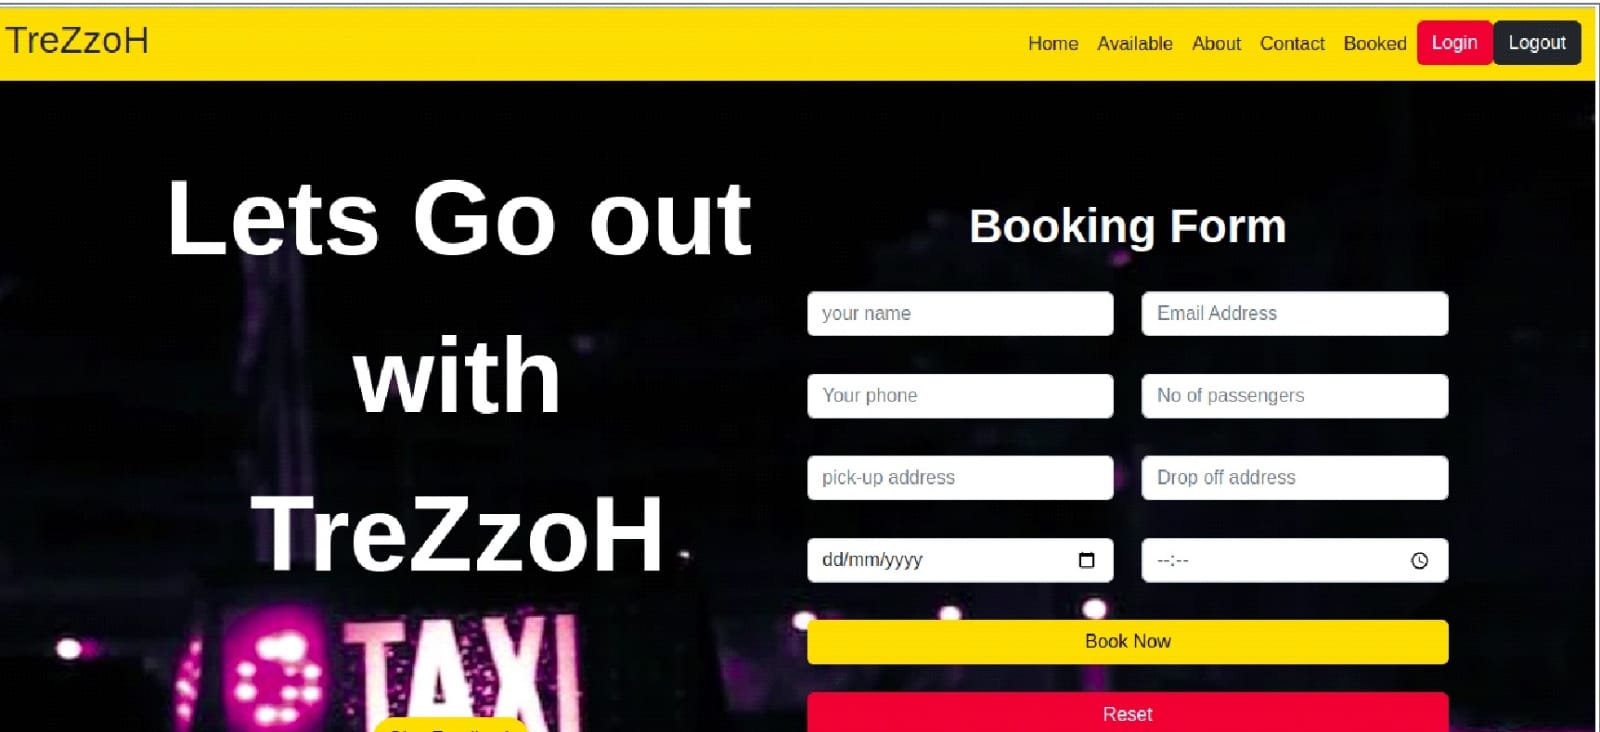 TreZzoH
Home Available About Contact Booked Login Logout
Lets Go out
with
TreZzoH
TAXI
Booking Form
your name Email Address
Your phone No of passengers
pick-up address Drop off address
dd/mm/yyyy --:--
Book Now
Reset